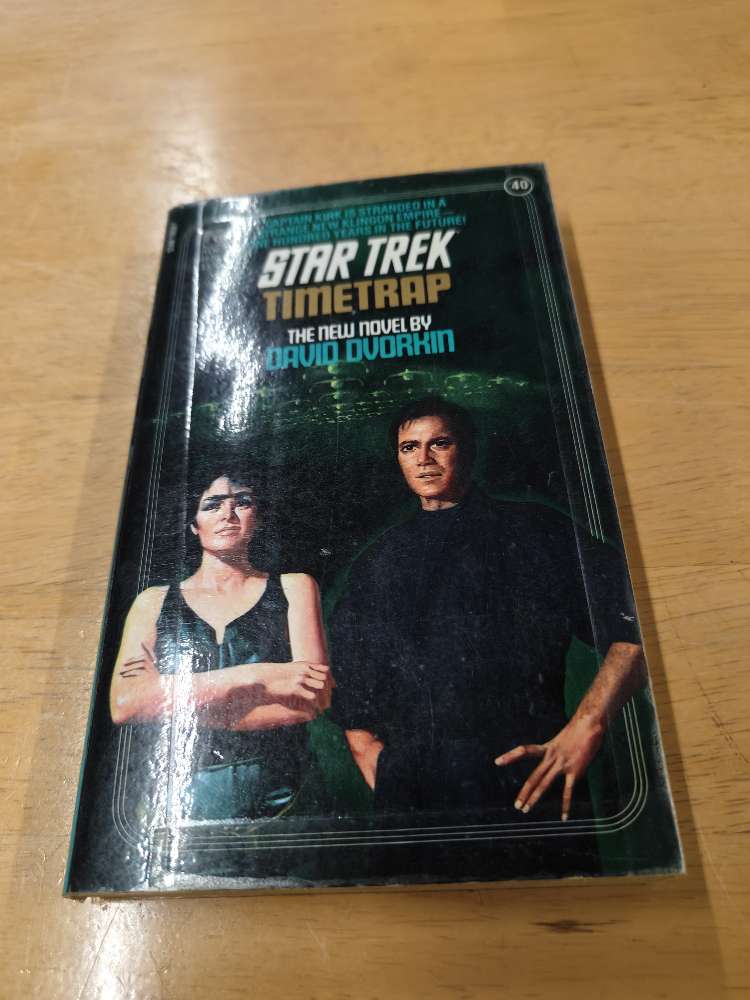 40
CAPTAIN KIRK IS STRANDED IN A
STRANGE NEW KLINGON EMPIRE—
HUNDRED YEARS IN THE FUTURE!
STAR TREK
TIMETRAP
THE NEW NOVEL BY
DAVID DVORKIN